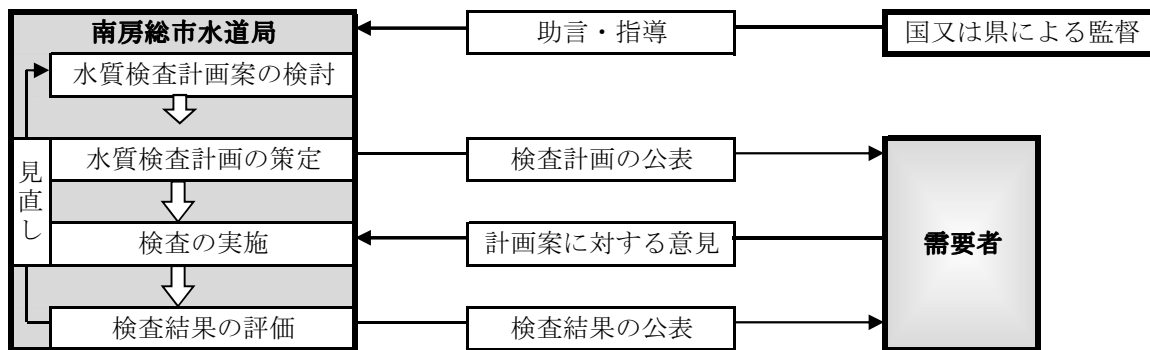 南房総市水道局
助言・指導
国又は県による監督
水質検査計画案の検討
見直し
水質検査計画の策定
検査計画の公表
検査の実施
計画案に対する意見
需要者
検査結果の評価
検査結果の公表